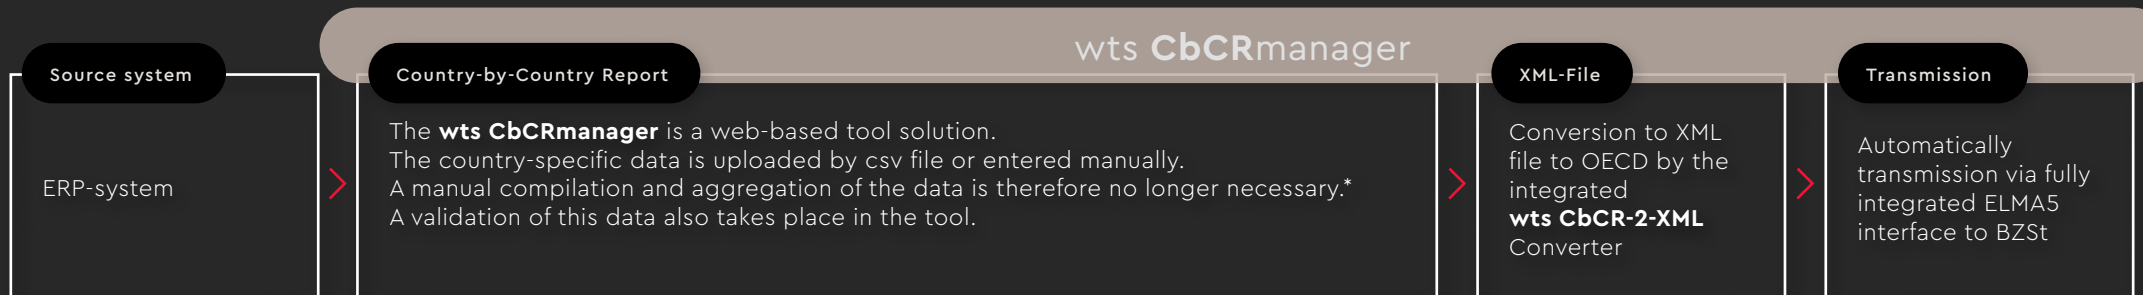 wts CbCRmanager
Source system
ERP-system
Country-by-Country Report
The wts CbCRmanager is a web-based tool solution.
The country-specific data is uploaded by csv file or entered manually.
A manual compilation and aggregation of the data is therefore no longer necessary.*
A validation of this data also takes place in the tool.
XML-File
Conversion to XML
file to OECD by the
integrated
wts CbCR-2-XML
Converter
Transmission
Automatically
transmission via fully
integrated ELMA5
interface to BZSt